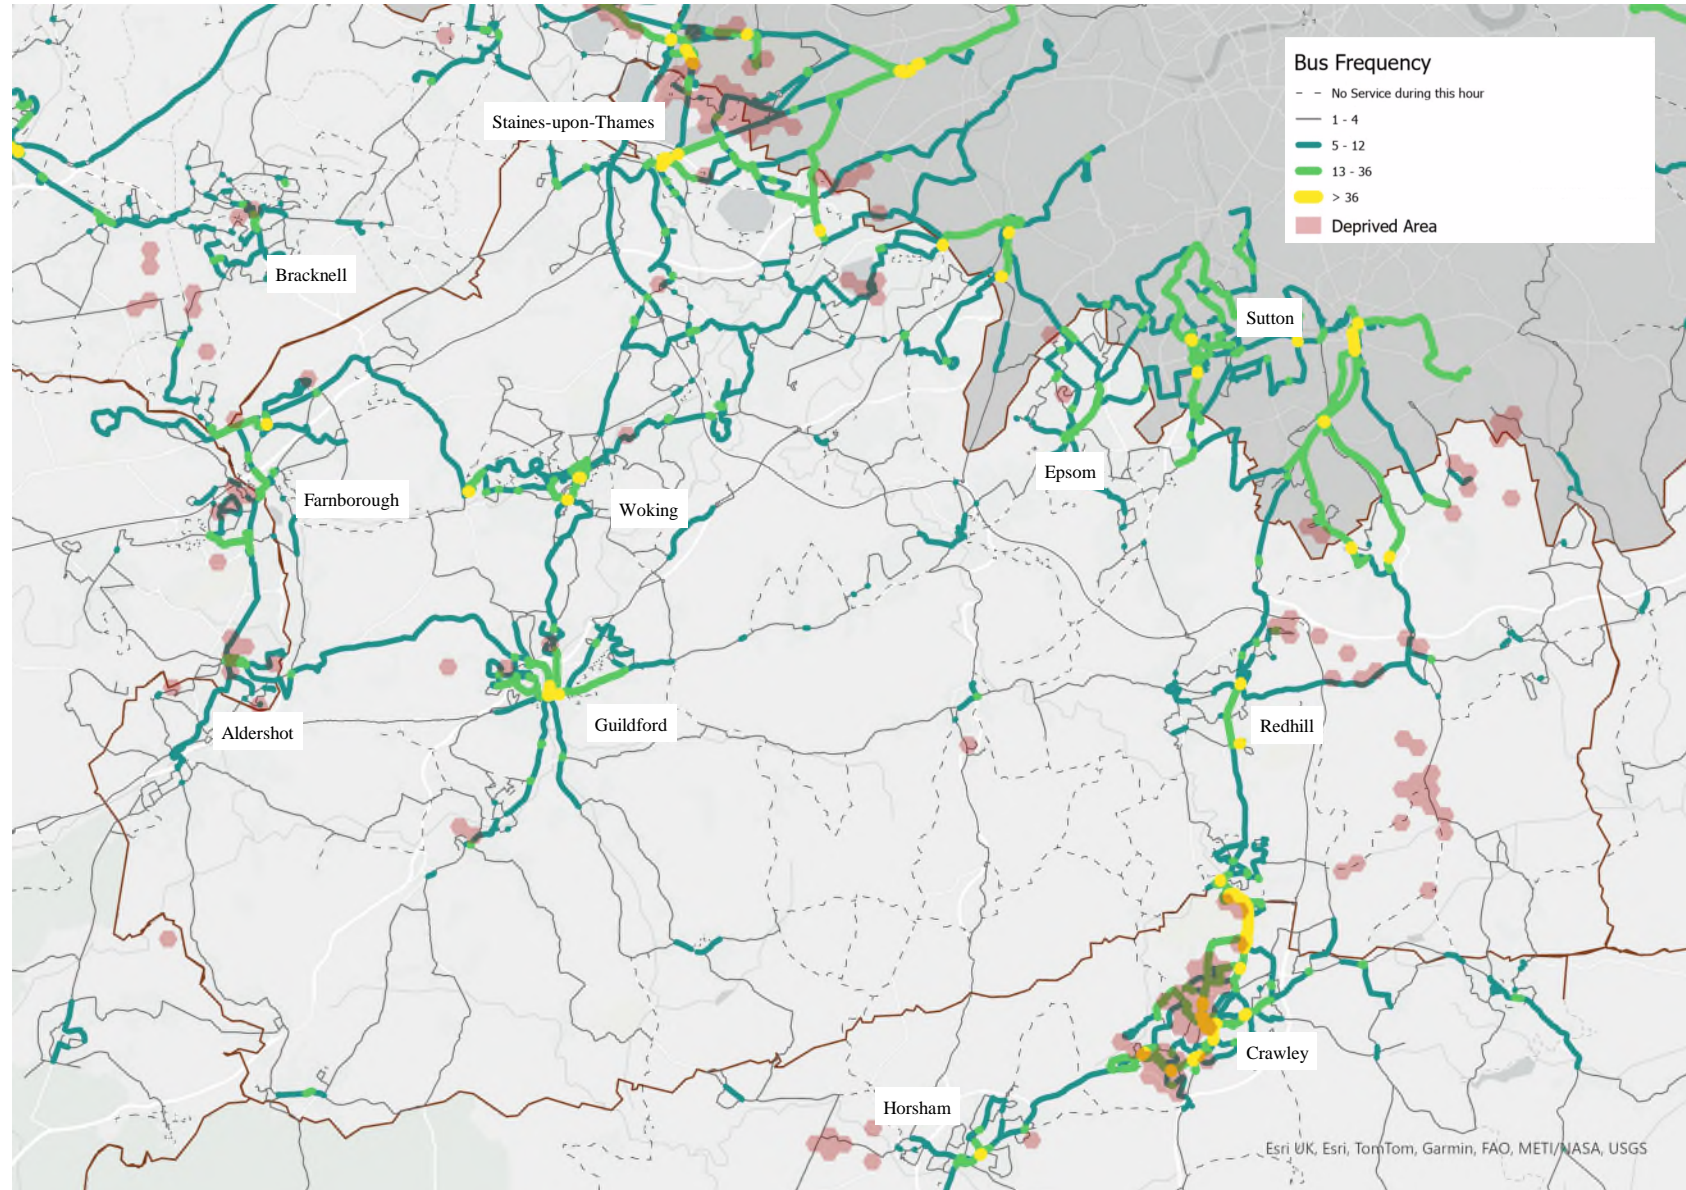 Bus Frequency
No Service during this hour
1 - 4
5 - 12
13 - 36
> 36
Deprived Area
Staines-upon-Thames
Bracknell
Sutton
Epsom
Farnborough
Woking
Aldershot
Guildford
Redhill
Crawley
Horsham
Esri UK, Esri, TomTom, Garmin, FAO, METI/NASA, USGS